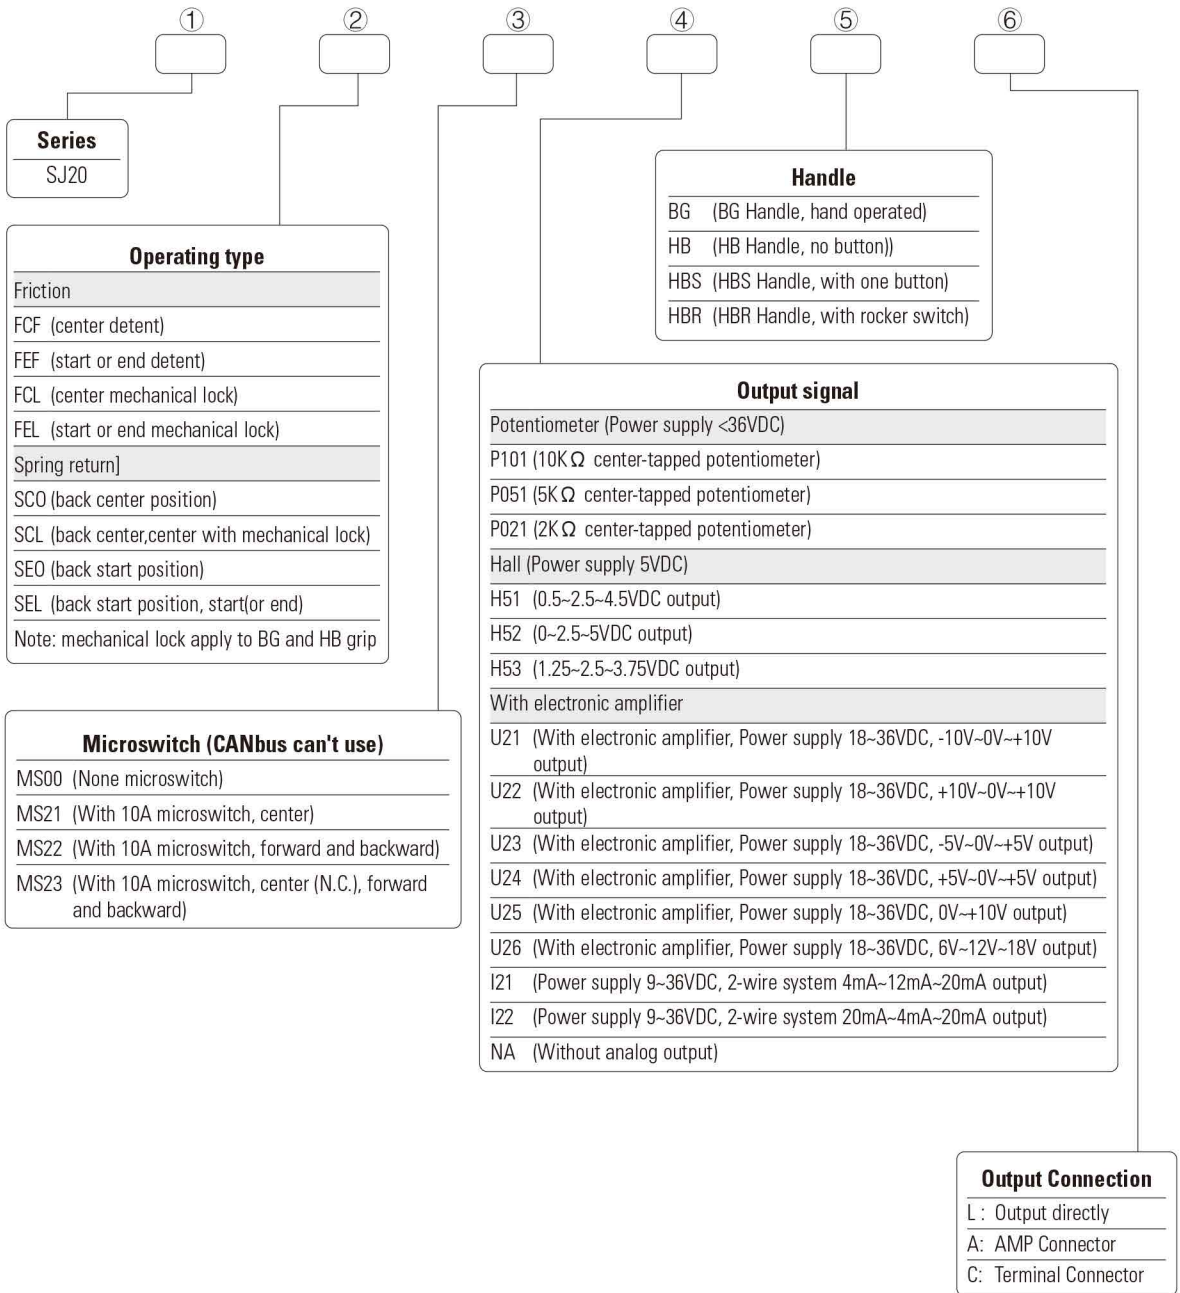 ① ② ③ ④ ⑤ ⑥
Series
SJ20
Handle
BG (BG Handle, hand operated)
HB (HB Handle, no button))
HBS (HBS Handle, with one button)
HBR (HBR Handle, with rocker switch)
Operating type
Friction
FCF (center detent)
FEF (start or end detent)
FCL (center mechanical lock)
FEL (start or end mechanical lock)
Spring return]
SCO (back center position)
SCL (back center,center with mechanical lock)
SEO (back start position)
SEL (back start position, start(or end)
Note: mechanical lock apply to BG and HB grip
Output signal
Potentiometer (Power supply <36VDC)
P101 (10KΩ center-tapped potentiometer)
P051 (5KΩ center-tapped potentiometer)
P021 (2KΩ center-tapped potentiometer)
Hall (Power supply 5VDC)
H51 (0.5~2.5~4.5VDC output)
H52 (0~2.5~5VDC output)
H53 (1.25~2.5~3.75VDC output)
With electronic amplifier
U21 (With electronic amplifier, Power supply 18~36VDC, -10V~0V~+10V
output)
U22 (With electronic amplifier, Power supply 18~36VDC, +10V~0V~+10V
output)
U23 (With electronic amplifier, Power supply 18~36VDC, -5V~0V~+5V output)
U24 (With electronic amplifier, Power supply 18~36VDC, +5V~0V~+5V output)
U25 (With electronic amplifier, Power supply 18~36VDC, 0V~+10V output)
U26 (With electronic amplifier, Power supply 18~36VDC, 6V~12V~18V output)
I21 (Power supply 9~36VDC, 2-wire system 4mA~12mA~20mA output)
I22 (Power supply 9~36VDC, 2-wire system 20mA~4mA~20mA output)
NA (Without analog output)
Microswitch (CANbus can't use)
MS00 (None microswitch)
MS21 (With 10A microswitch, center)
MS22 (With 10A microswitch, forward and backward)
MS23 (With 10A microswitch, center (N.C.), forward
and backward)
Output Connection
L : Output directly
A: AMP Connector
C: Terminal Connector